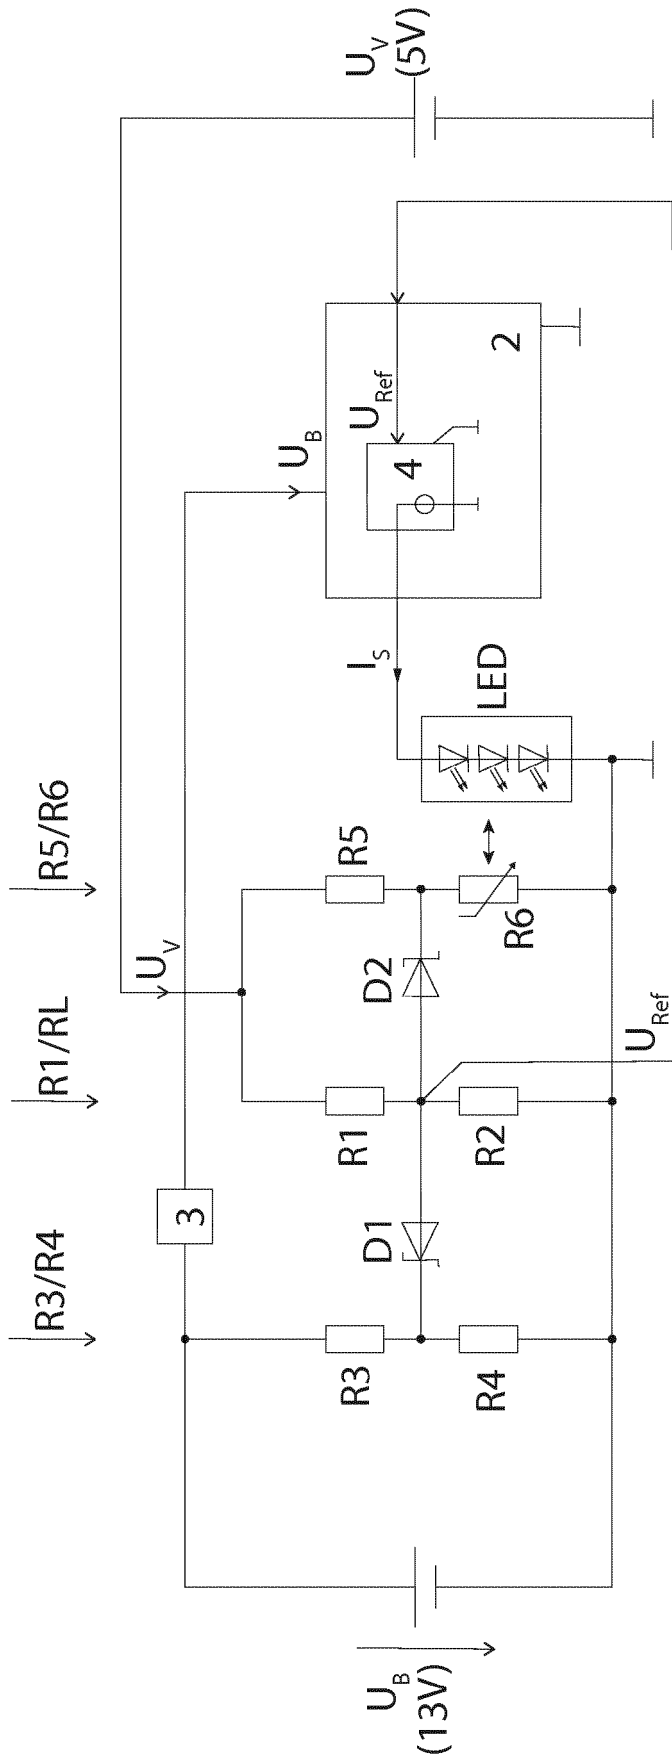 R3/R4
R1/RL
R5/R6
U_V
3
U_B
U_V
(5V)
U_B
(13V)
R3
D1
R1
D2
R5
I_S
4
U_Ref
2
R4
R2
R6
LED
U_Ref